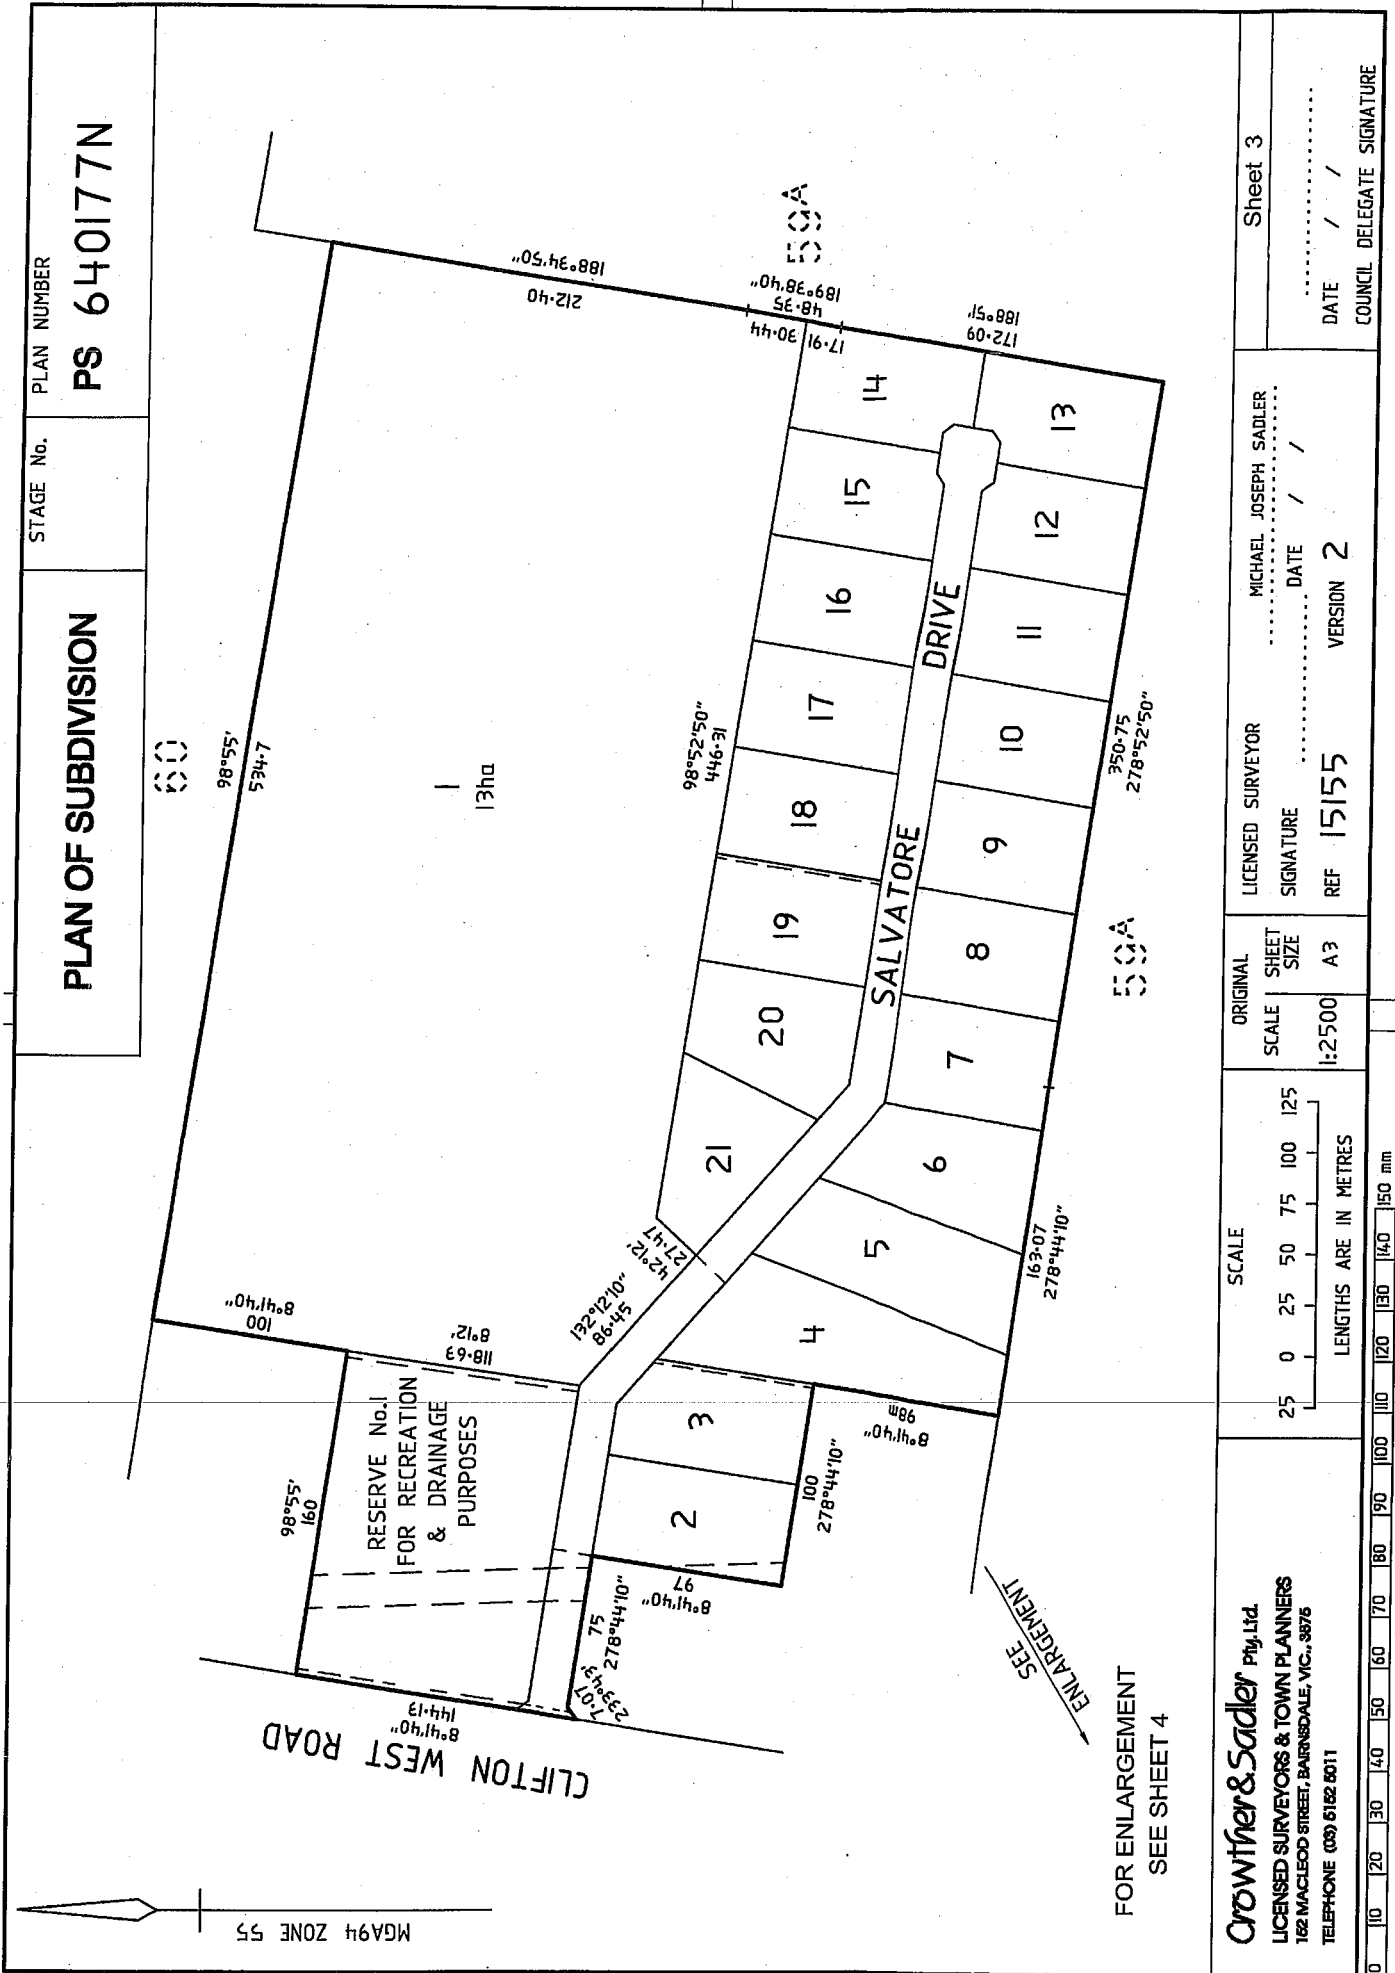 PLAN OF SUBDIVISION
STAGE No.
PLAN NUMBER
PS 640177N
MGA94 ZONE 55
CLIFTON WEST ROAD
8°41'40"
144·13
98°55'
160
RESERVE No.1
FOR RECREATION
& DRAINAGE
PURPOSES
118·63
8°12'
100
8°41'40"
60
98°55'
534·7
1
13ha
212·40
188°34'50"
30·44
17·91
48·35
189°38'40"
59A
172·09
188°51'
98°52'50"
446·31
7·07
233°43'
75
278°44'10"
97
8°41'40"
100
278°44'10"
98m
8°41'40"
132°12'10"
86·45
42°12'
27·47
2
3
4
5
6
7
8
9
10
11
12
13
14
15
16
17
18
19
20
21
SALVATORE DRIVE
163·07
278°44'10"
350·75
278°52'50"
59A
SEE
ENLARGEMENT
FOR ENLARGEMENT
SEE SHEET 4
Crowther & Sadler Pty.Ltd.
LICENSED SURVEYORS & TOWN PLANNERS
152 MACLEOD STREET, BAIRNSDALE, VIC., 3875
TELEPHONE (03) 5152 5011
SCALE
25 0 25 50 75 100 125
LENGTHS ARE IN METRES
ORIGINAL
SCALE
SHEET
SIZE
1:2500
A3
LICENSED SURVEYOR
MICHAEL JOSEPH SADLER
SIGNATURE
DATE / /
REF 15155
VERSION 2
Sheet 3
DATE / /
COUNCIL DELEGATE SIGNATURE
0 10 20 30 40 50 60 70 80 90 100 110 120 130 140 150 mm